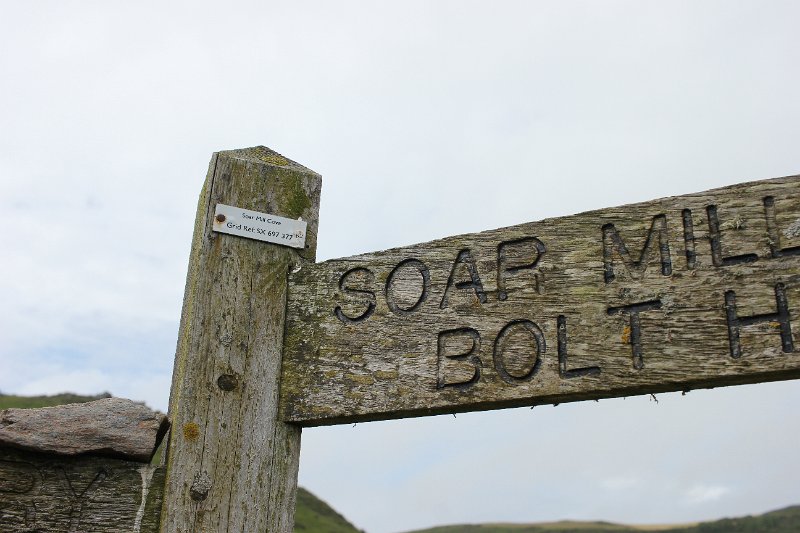 Soar Mill Cove
Grid Ref: SX 697 377
SOAR MILL
BOLT H